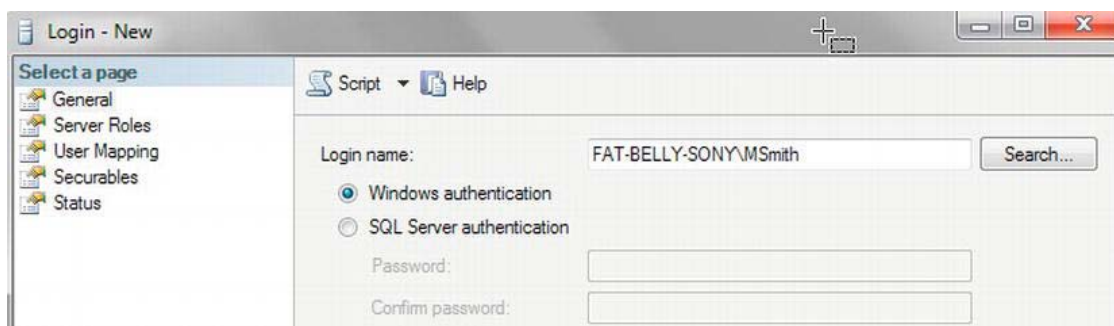 Login - New
Select a page
General
Server Roles
User Mapping
Securables
Status
Script Help
Login name: FAT-BELLY-SONY\MSmith Search...
Windows authentication
SQL Server authentication
Password:
Confirm password: